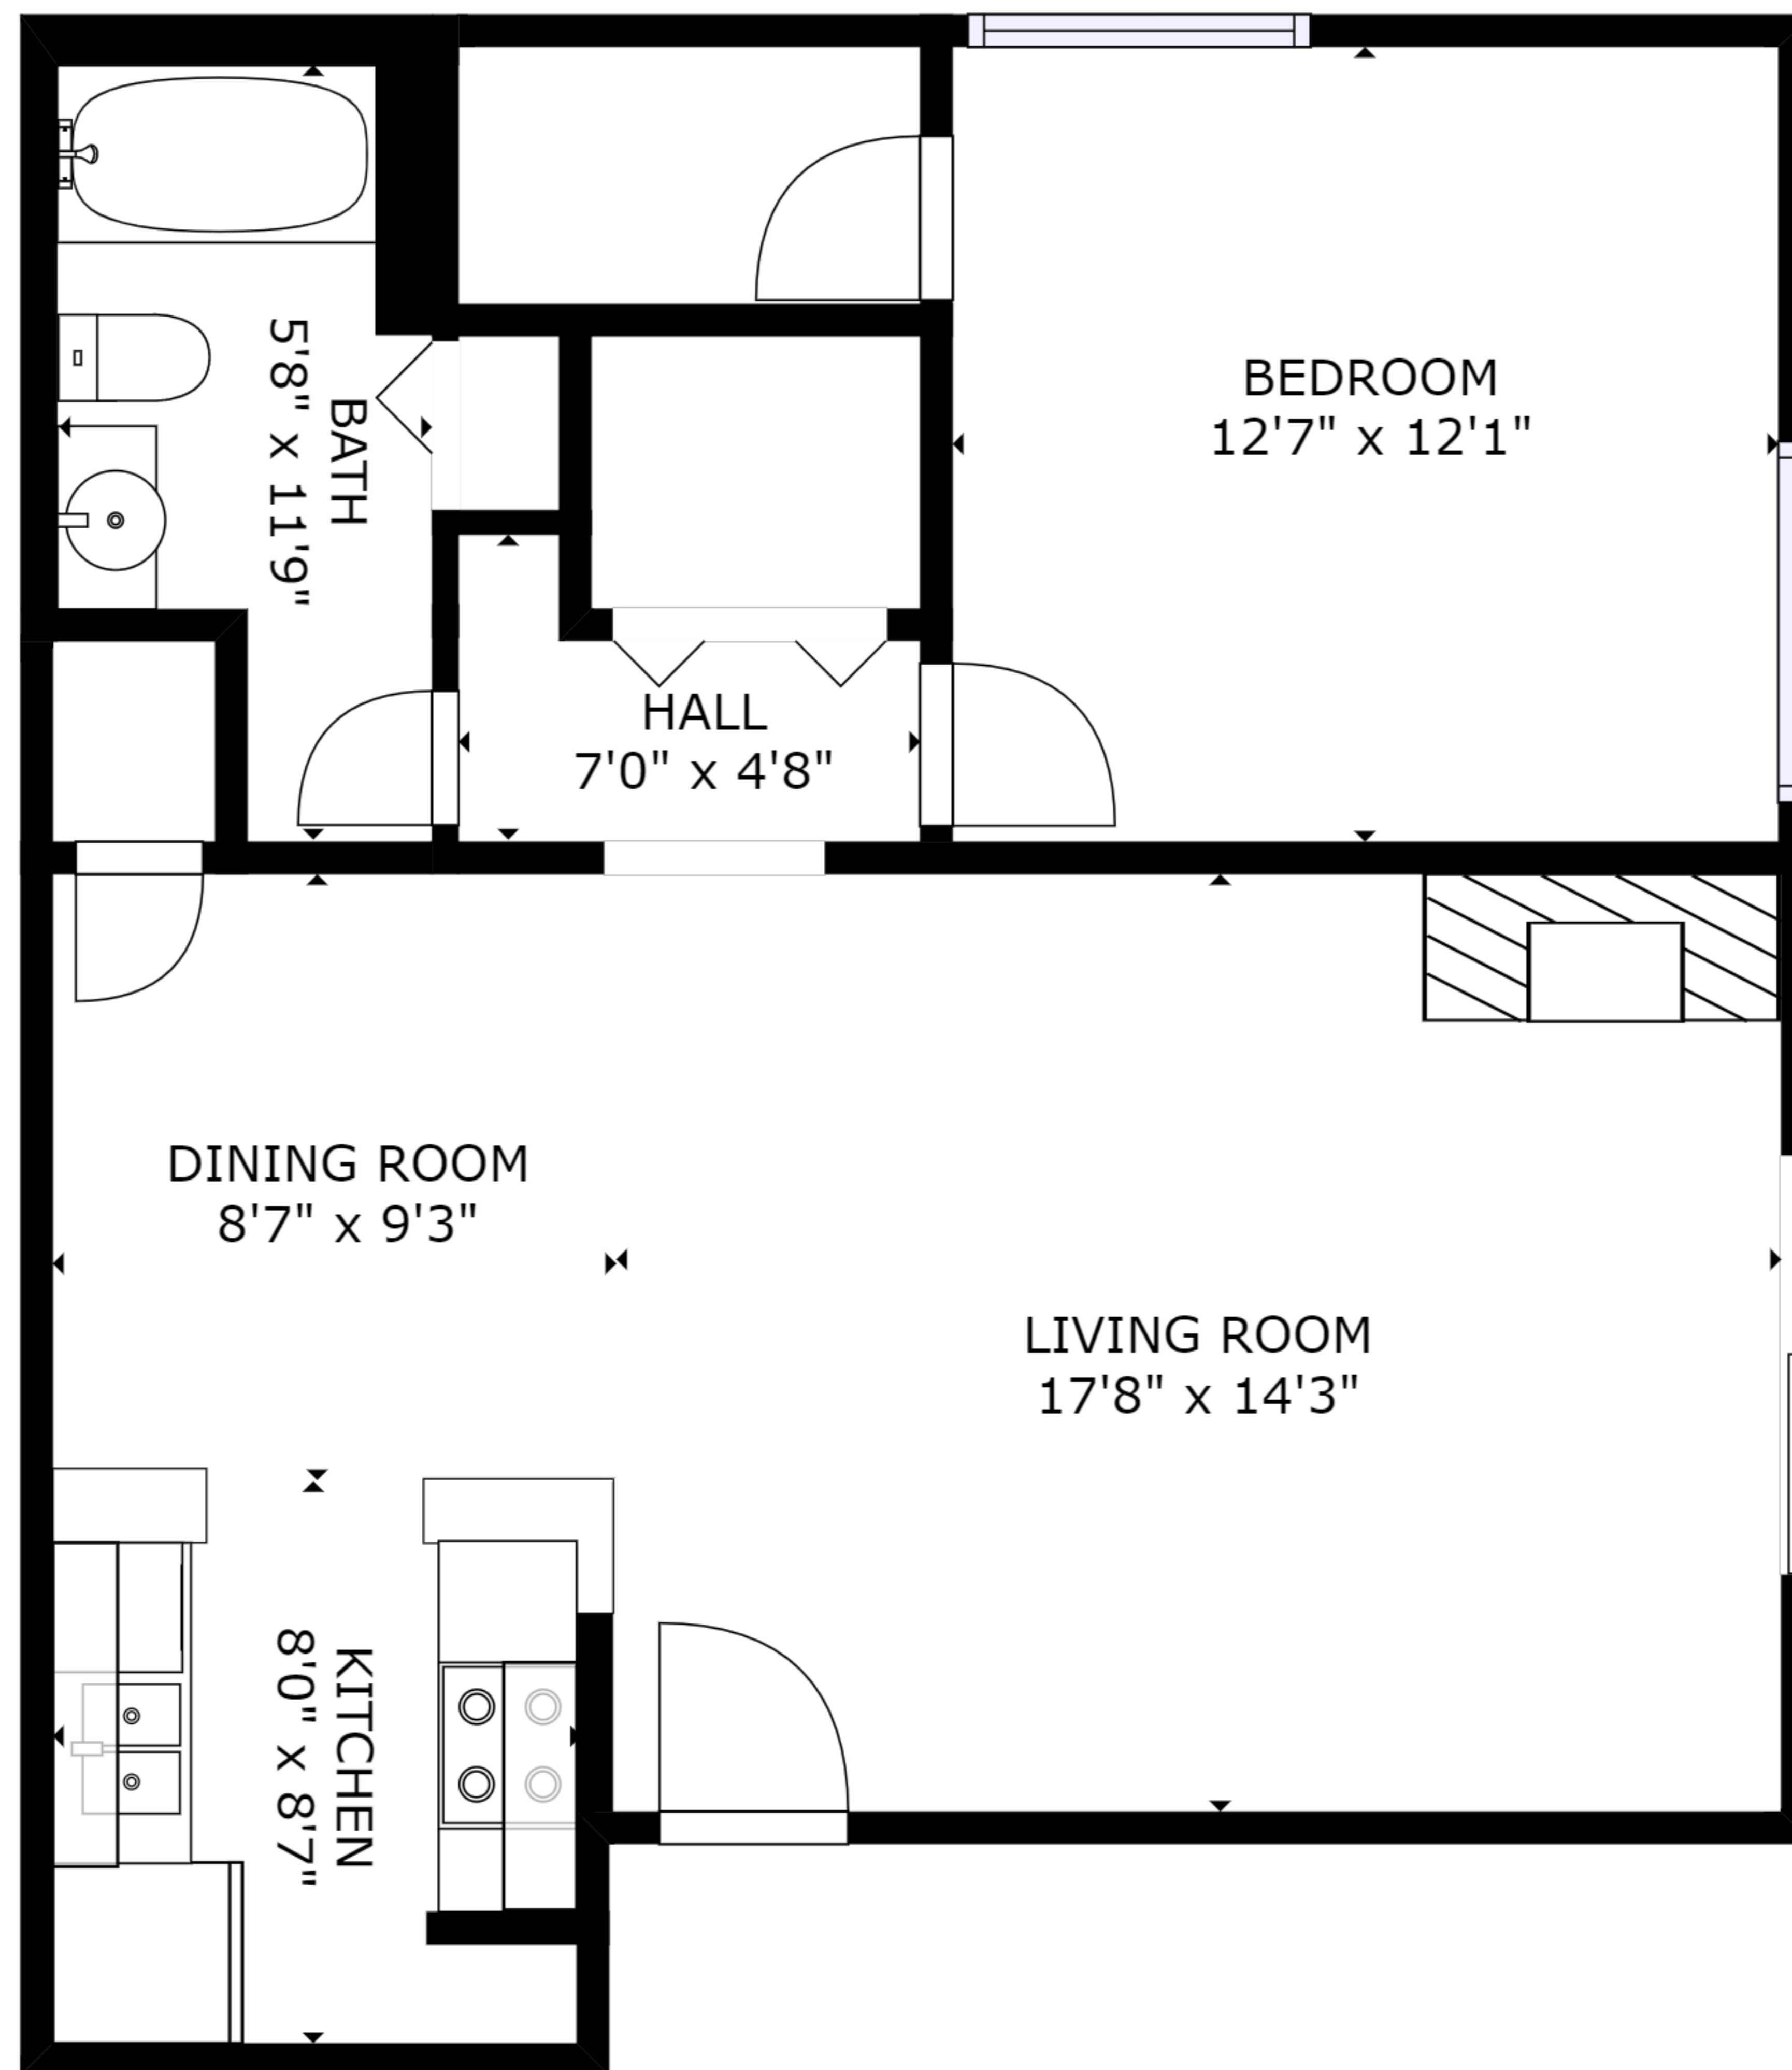 BATH
5'8" x 11'9"
BEDROOM
12'7" x 12'1"
HALL
7'0" x 4'8"
DINING ROOM
8'7" x 9'3"
LIVING ROOM
17'8" x 14'3"
KITCHEN
8'0" x 8'7"